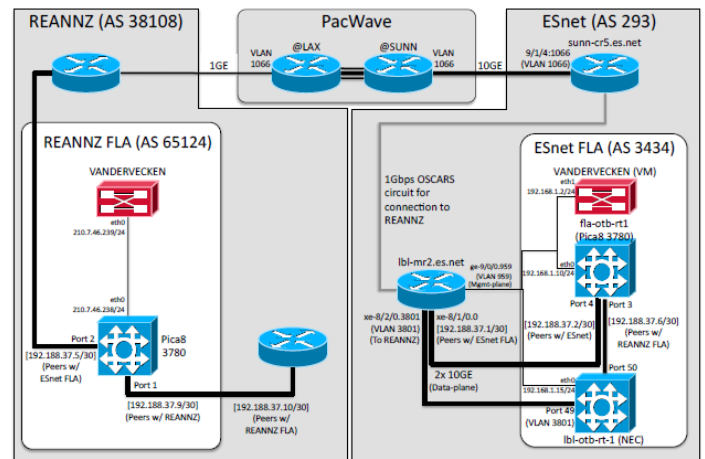 REANNZ (AS 38108)
PacWave
ESnet (AS 293)
sunn-cr5.es.net
@LAX
@SUNN
VLAN
1066
VLAN
1066
1GE
10GE
9/1/4:1066
(VLAN 1066)
REANNZ FLA (AS 65124)
VANDERVECKEN
eth0
210.7.46.239/24
eth0
210.7.46.238/24
Port 2
Pica8
3780
[192.188.37.5/30]
(Peers w/
ESnet FLA)
Port 1
[192.188.37.9/30]
(Peers w/ REANNZ)
[192.188.37.10/30]
(Peers w/
REANNZ FLA)
1Gbps OSCARS
circuit for
connection to
REANNZ
ESnet FLA (AS 3434)
VANDERVECKEN (VM)
eth1
192.168.1.2/24
fla-otb-rt1
(Pica8 3780)
eth0
192.168.1.10/24
Port 4
Port 3
lbl-mr2.es.net
ge-9/0/0.959
(VLAN 959)
(Mgmt-plane)
xe-8/2/0.3801
(VLAN 3801)
(To REANNZ)
xe-8/1/0.0
[192.188.37.1/30]
(Peers w/ ESnet FLA)
[192.188.37.2/30]
(Peers w/ ESnet)
[192.188.37.6/30]
(Peers w/
REANNZ FLA)
2x 10GE
(Data-plane)
Port 50
eth0
192.168.1.15/24
Port 49
(VLAN 3801)
lbl-otb-rt-1 (NEC)